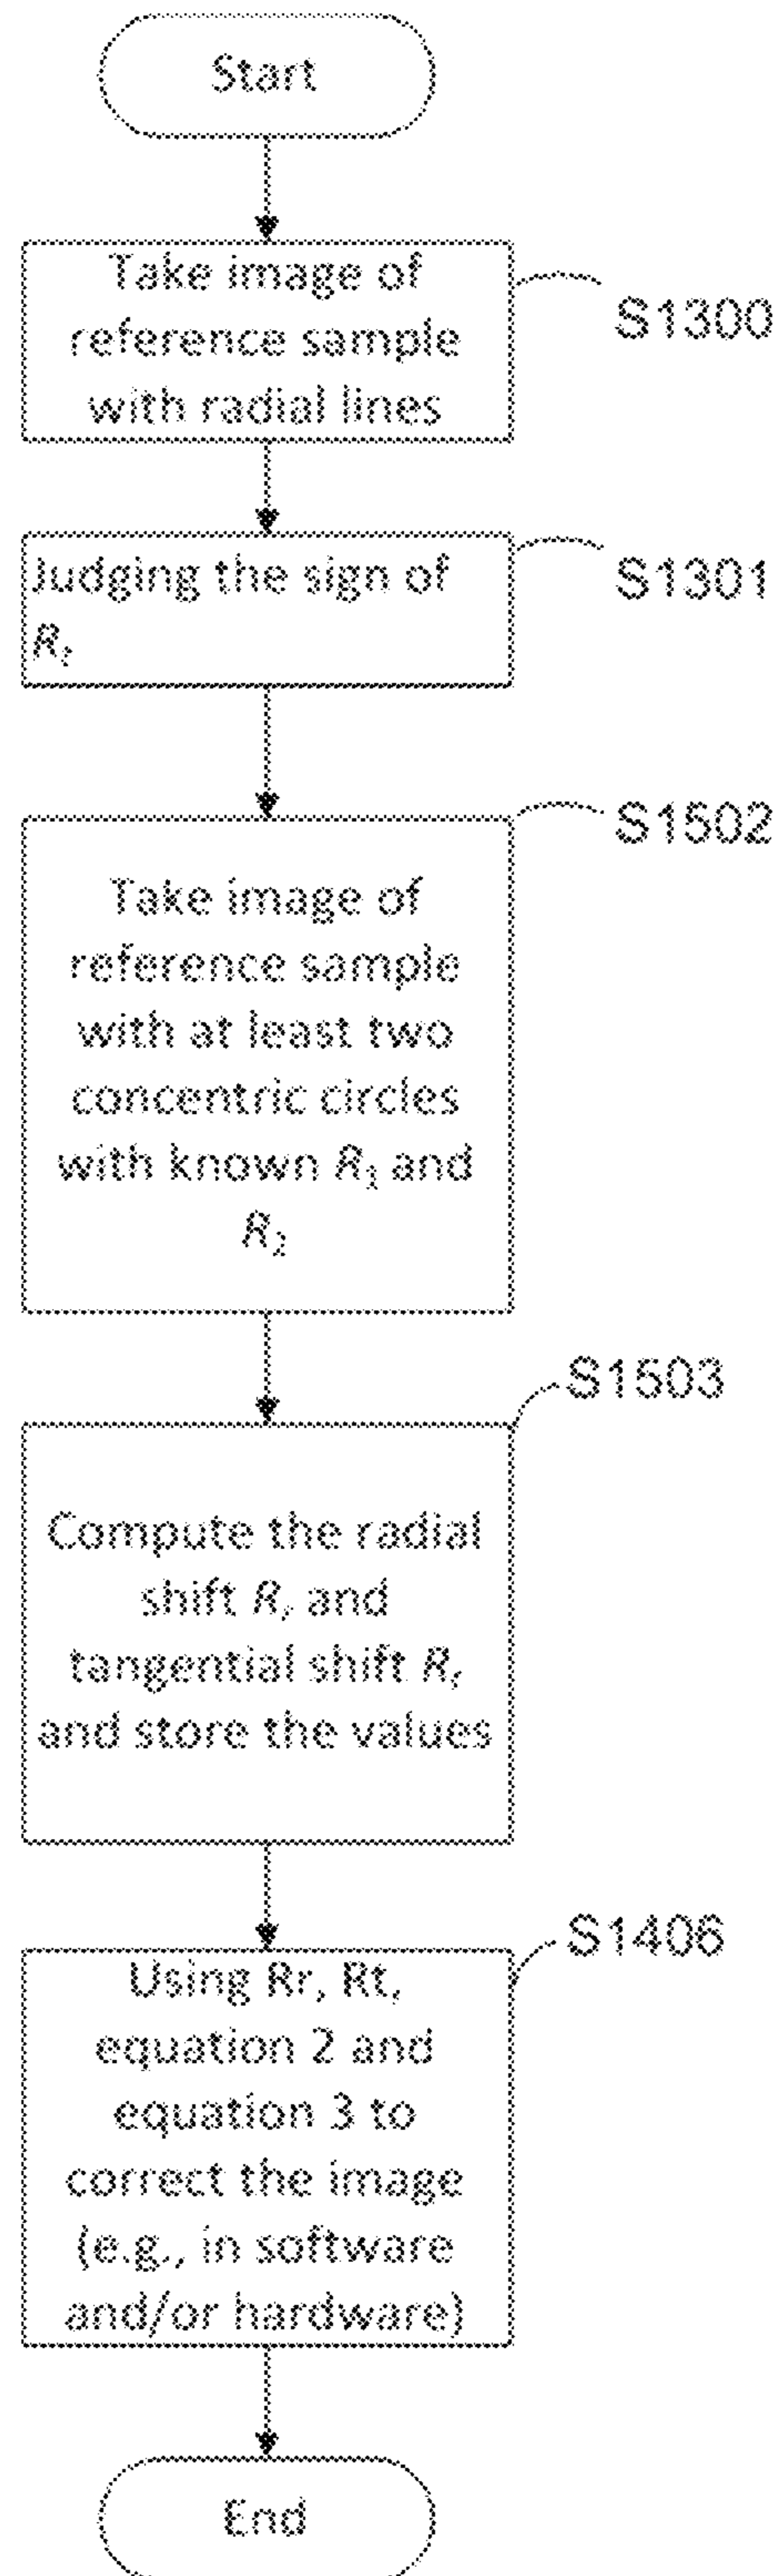 Start
Take image of
reference sample
with radial lines
S1300
Judging the sign of
Rₜ
S1301
S1502
Take image of
reference sample
with at least two
concentric circles
with known R₁ and
R₂
S1503
Compute the radial
shift Rᵣ and
tangential shift Rₜ
and store the values
S1406
Using Rr, Rt,
equation 2 and
equation 3 to
correct the image
(e.g., in software
and/or hardware)
End